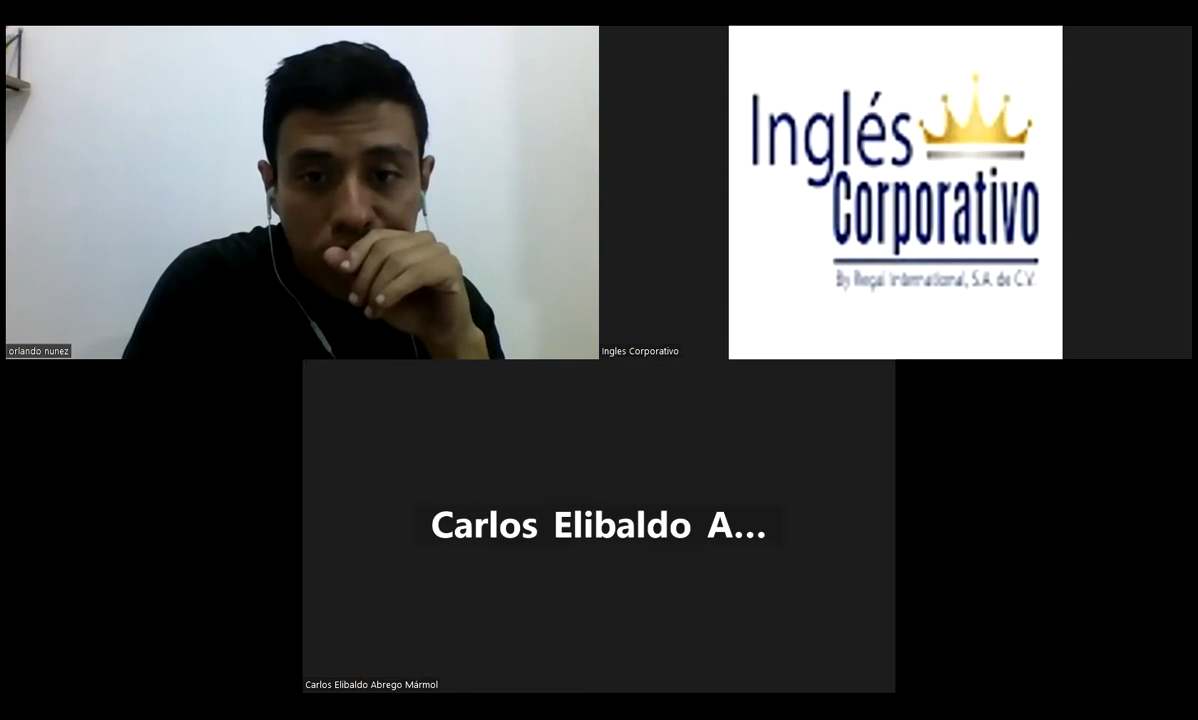 Inglés
Corporativo
By Regal International, S.A. de C.V.
orlando nunez
Ingles Corporativo
Carlos Elibaldo A...
Carlos Elibaldo Abrego Mármol